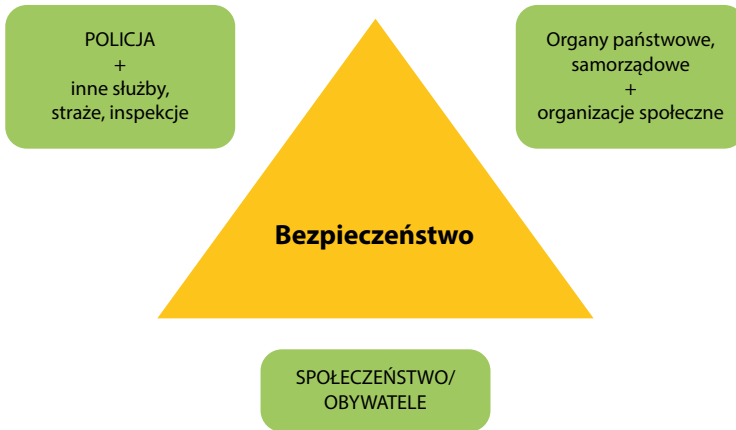 POLICJA
+
inne służby,
straże, inspekcje
Organy państwowe,
samorządowe
+
organizacje społeczne
Bezpieczeństwo
SPOŁECZEŃSTWO/
OBYWATELE